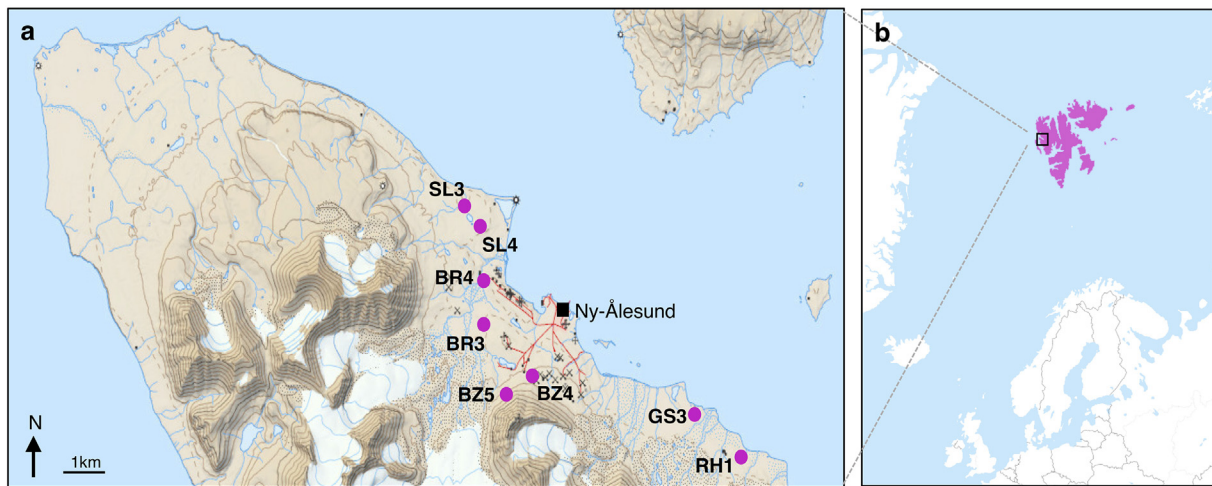 a
b
SL3
SL4
BR4
Ny-Ålesund
BR3
BZ5
BZ4
GS3
N
RH1
1km